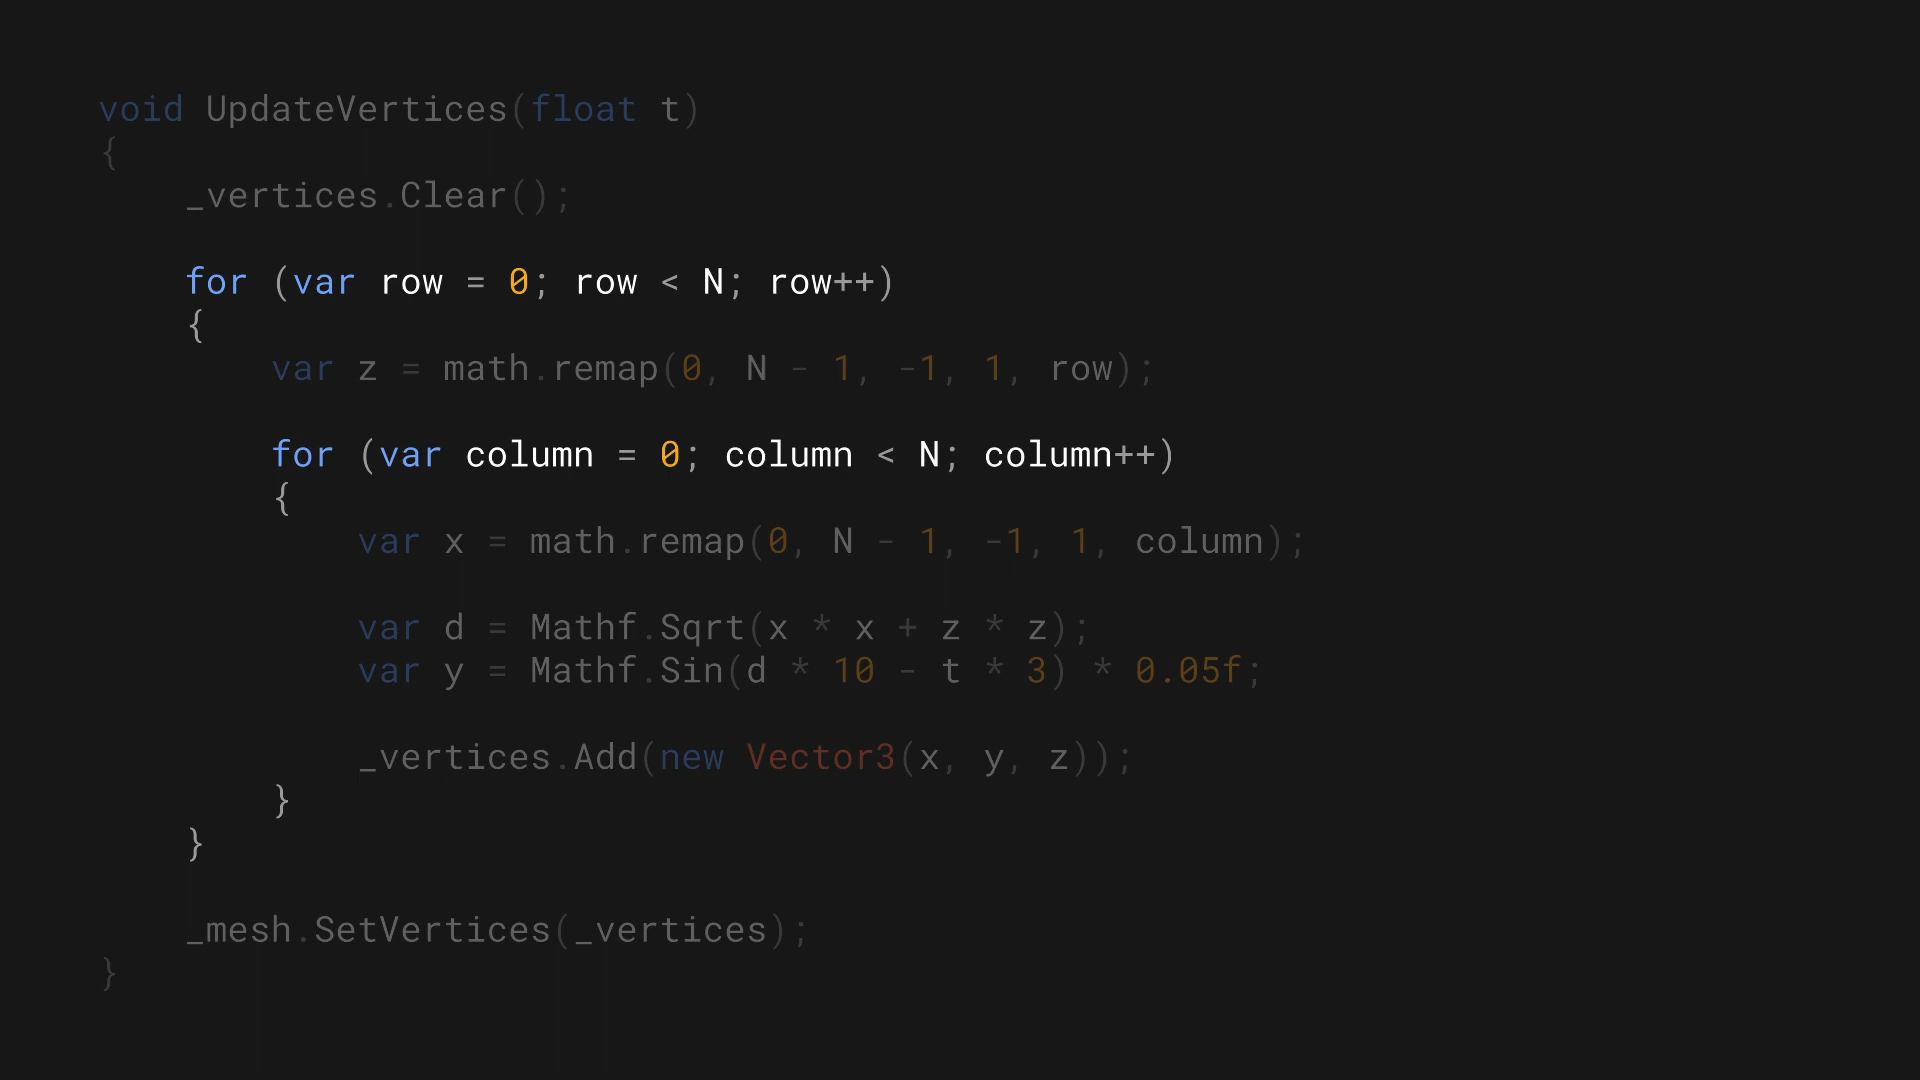 void UpdateVertices(float t)
{
    _vertices.Clear();

    for (var row = 0; row < N; row++)
    {
        var z = math.remap(0, N - 1, -1, 1, row);

        for (var column = 0; column < N; column++)
        {
            var x = math.remap(0, N - 1, -1, 1, column);

            var d = Mathf.Sqrt(x * x + z * z);
            var y = Mathf.Sin(d * 10 - t * 3) * 0.05f;

            _vertices.Add(new Vector3(x, y, z));
        }
    }

    _mesh.SetVertices(_vertices);
}